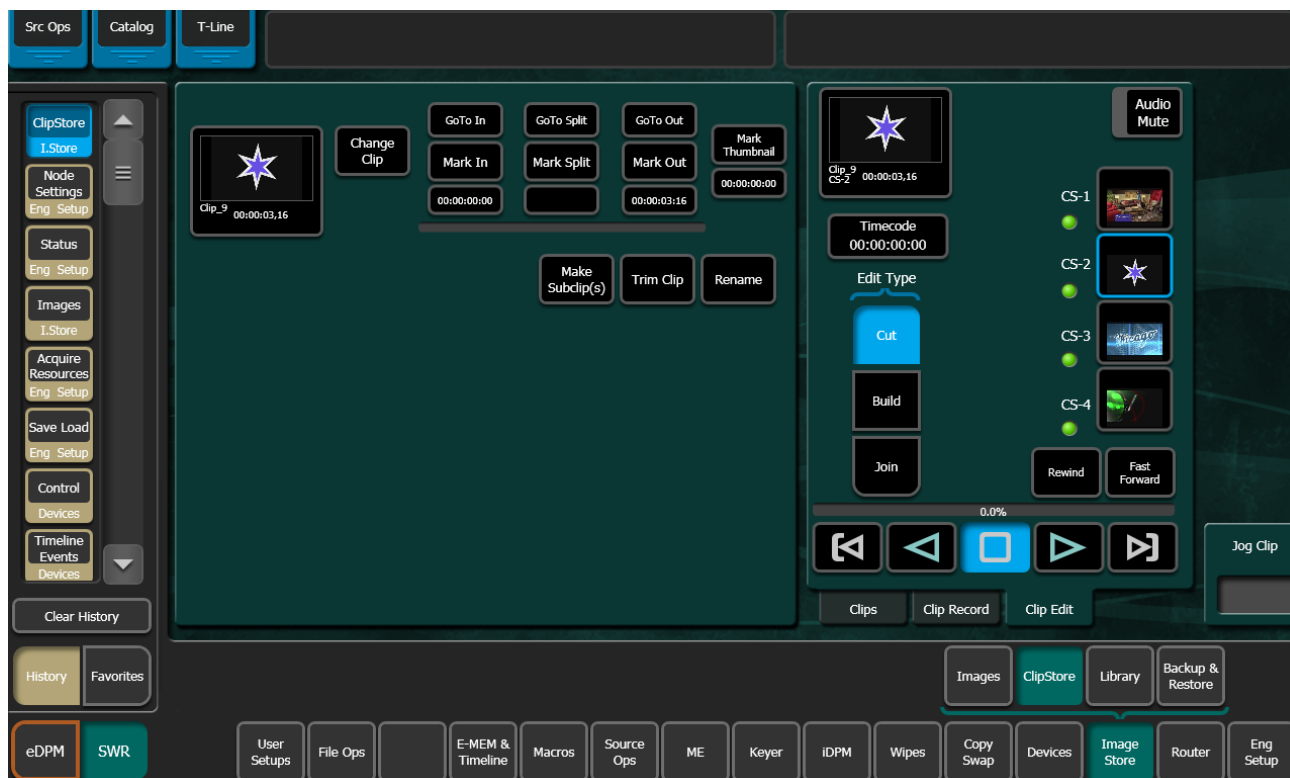 Src Ops
Catalog
T-Line
ClipStore
I.Store
Node
Settings
Eng Setup
Status
Eng Setup
Images
I.Store
Acquire
Resources
Eng Setup
Save Load
Eng Setup
Control
Devices
Timeline
Events
Devices
Clear History
History
Favorites
eDPM
SWR
Clip_9 00:00:03,16
Change
Clip
GoTo In
GoTo Split
GoTo Out
Mark In
Mark Split
Mark Out
Mark
Thumbnail
00:00:00:00
00:00:03:16
00:00:00:00
Make
Subclip(s)
Trim Clip
Rename
Clip_9
CS-2 00:00:03,16
Audio
Mute
Timecode
00:00:00:00
Edit Type
Cut
Build
Join
CS-1
CS-2
CS-3
Chicago
CS-4
Rewind
Fast
Forward
0.0%
Clips
Clip Record
Clip Edit
Jog Clip
Images
ClipStore
Library
Backup &
Restore
User
Setups
File Ops
E-MEM &
Timeline
Macros
Source
Ops
ME
Keyer
iDPM
Wipes
Copy
Swap
Devices
Image
Store
Router
Eng
Setup